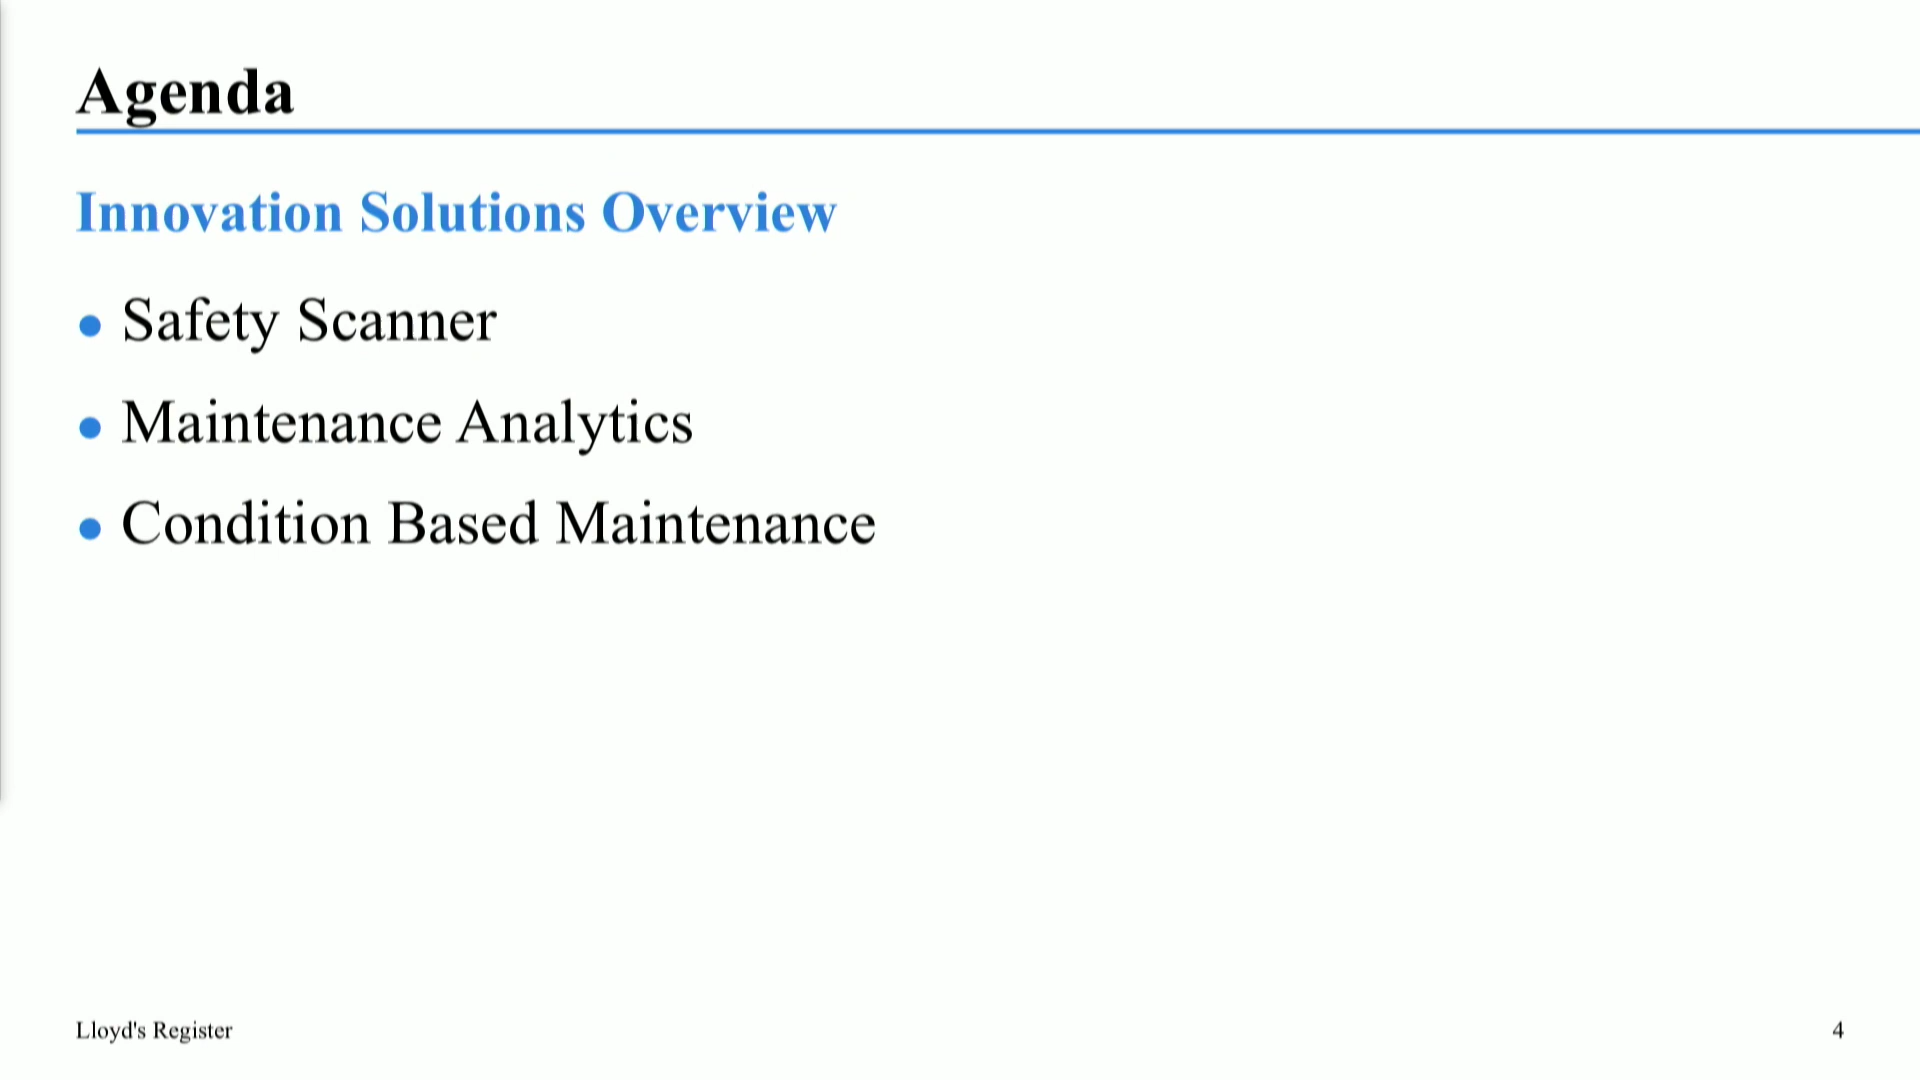 Agenda
Innovation Solutions Overview
• Safety Scanner
• Maintenance Analytics
• Condition Based Maintenance
Lloyd's Register
4